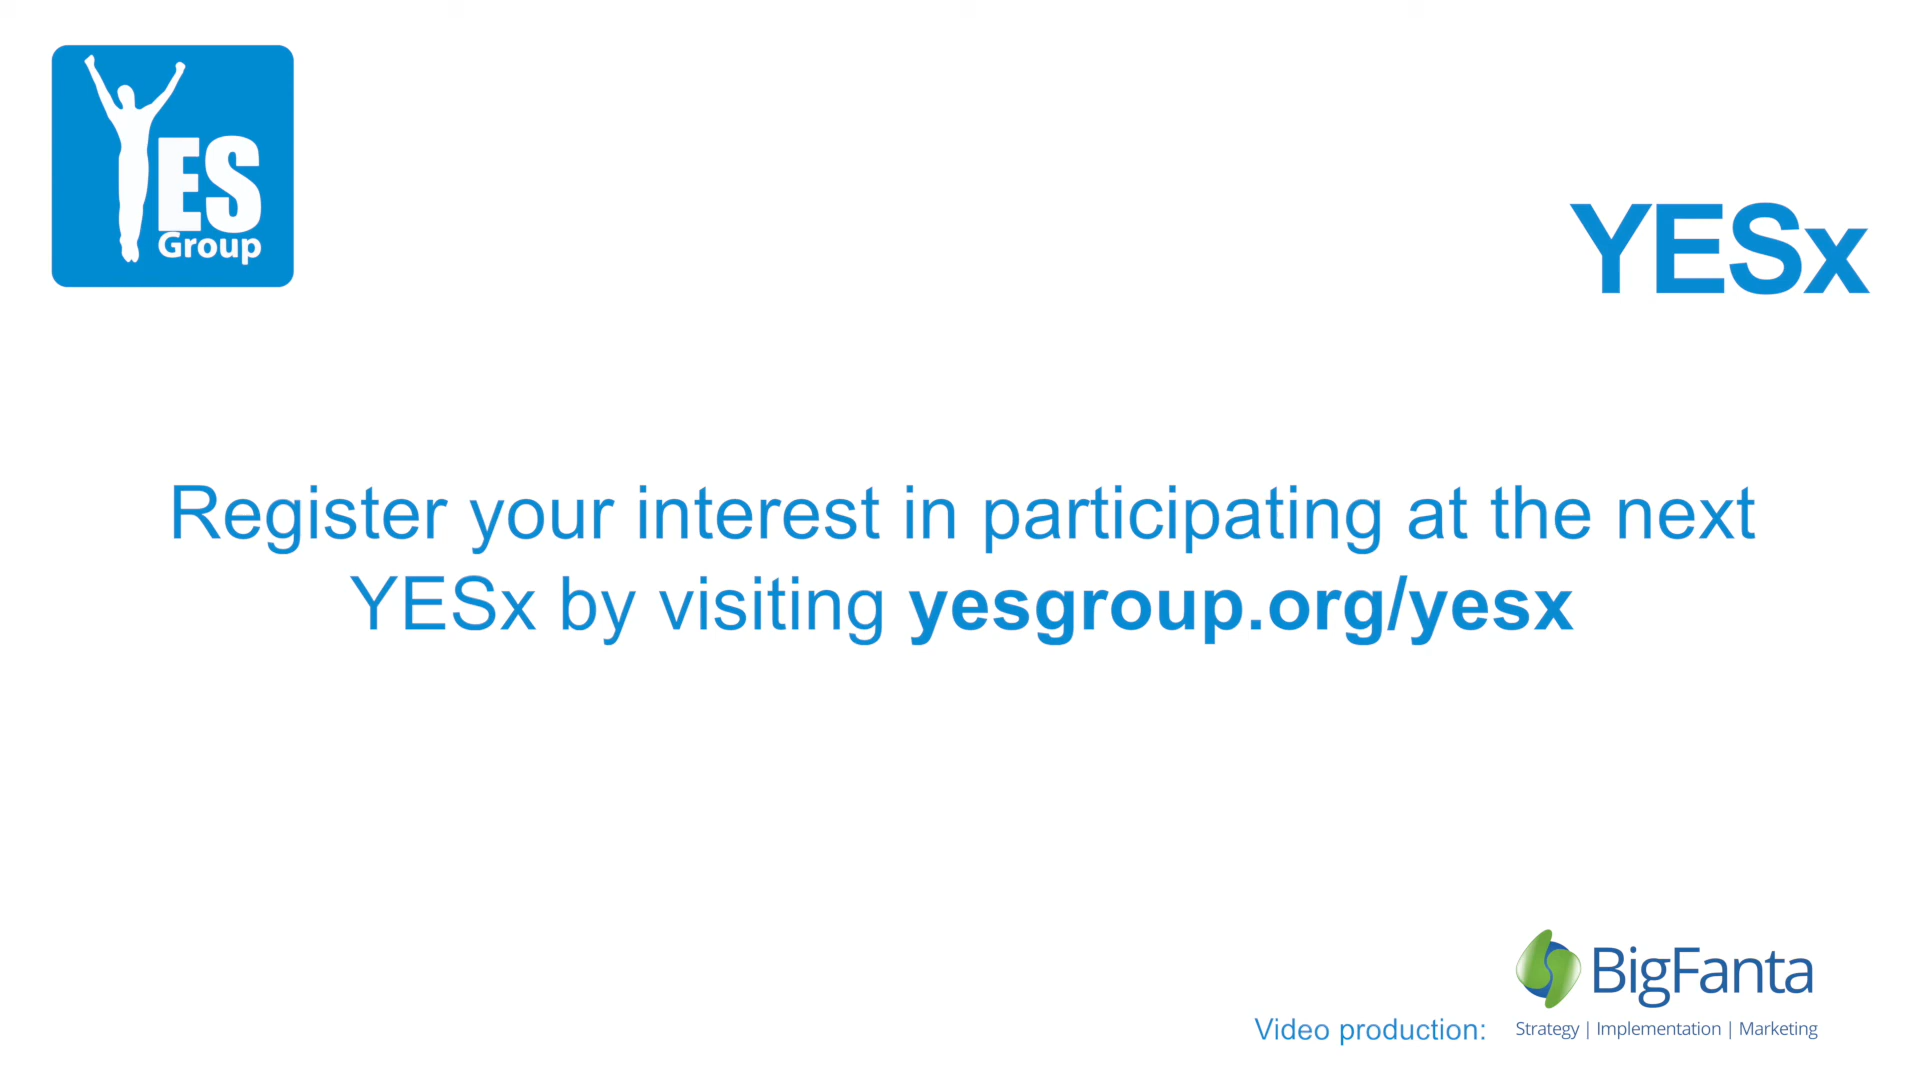 YES
Group
YESx
Register your interest in participating at the next
YESx by visiting yesgroup.org/yesx
BigFanta
Video production: Strategy | Implementation | Marketing